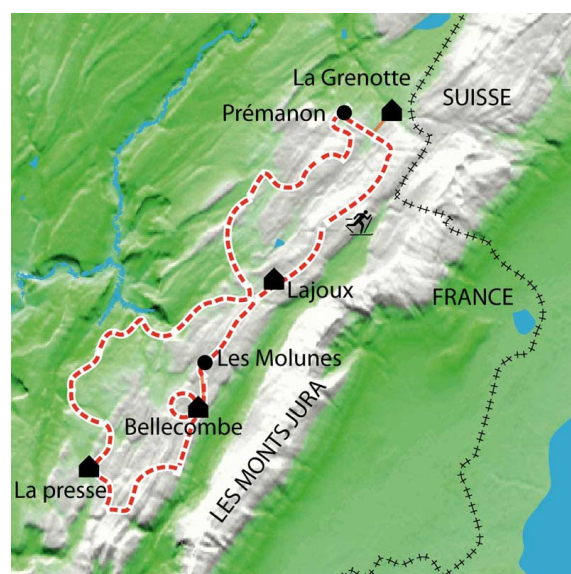 La Grenotte
SUISSE
Prémanon
Lajoux
FRANCE
Les Molunes
Bellecombe
LES MONTS JURA
La presse